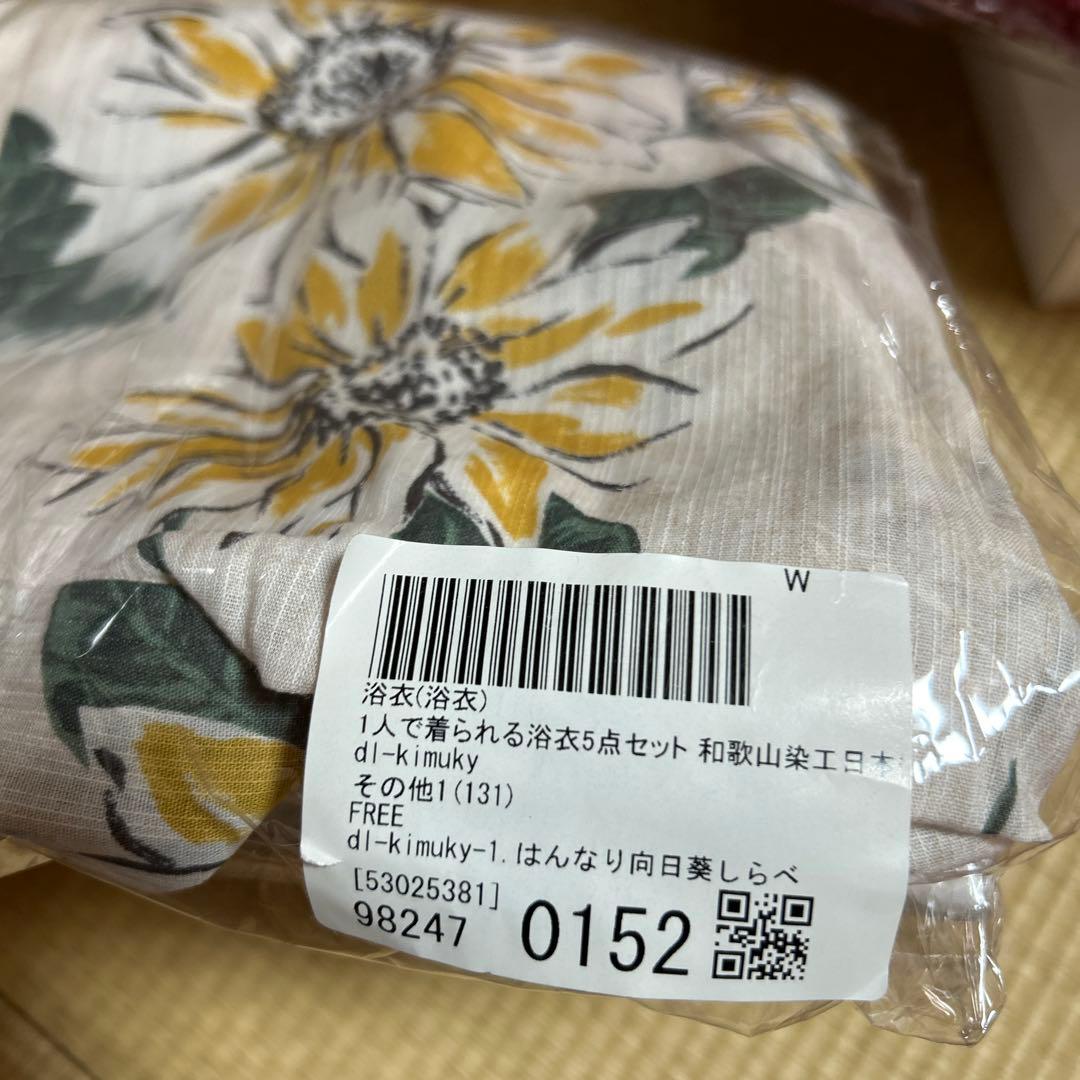 W
浴衣(浴衣)
1人で着られる浴衣5点セット 和歌山染工日本
dl-kimuky
その他1(131)
FREE
dl-kimuky-1.はんなり向日葵しらべ
[53025381]
98247 0152